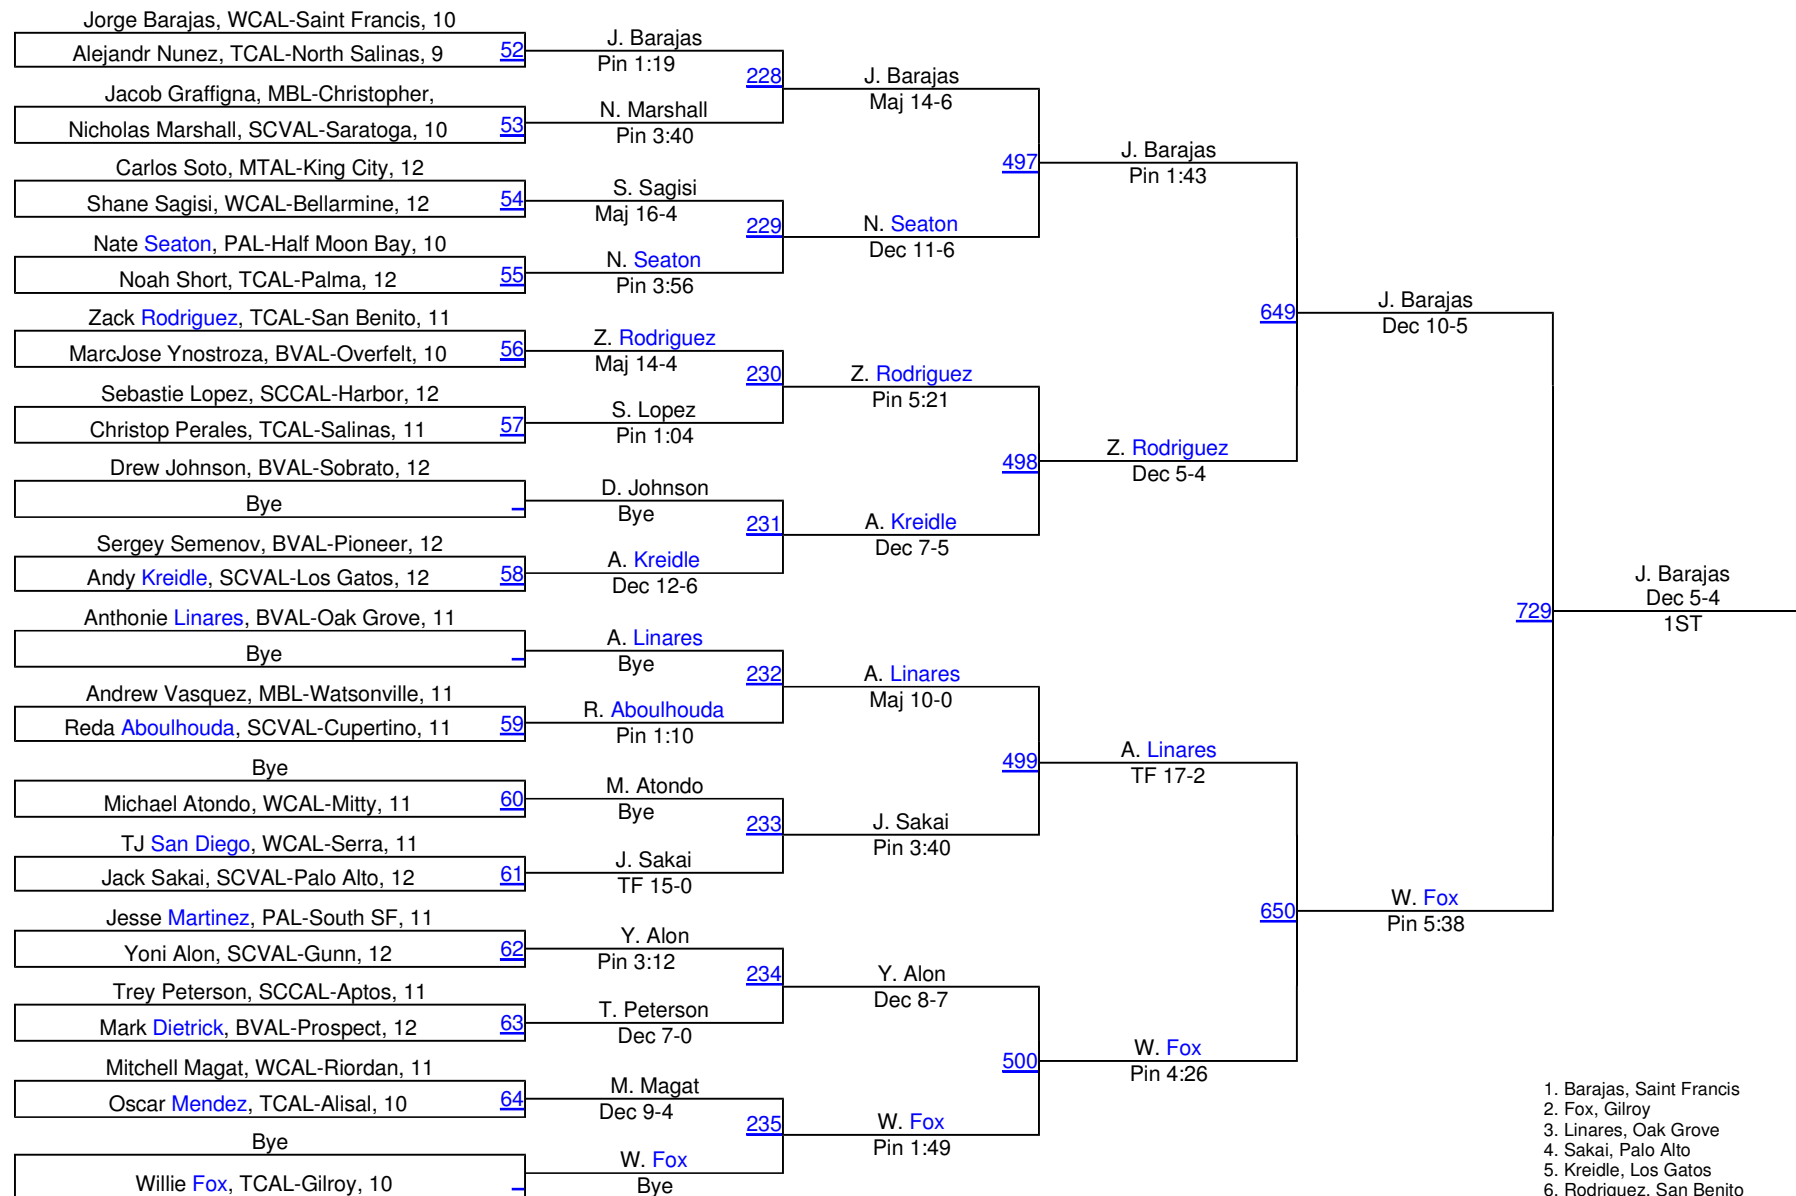 Jorge Barajas, WCAL-Saint Francis, 10
Alejandr Nunez, TCAL-North Salinas, 9
52
Jacob Graffigna, MBL-Christopher,
Nicholas Marshall, SCVAL-Saratoga, 10
53
Carlos Soto, MTAL-King City, 12
Shane Sagisi, WCAL-Bellarmine, 12
54
Nate Seaton, PAL-Half Moon Bay, 10
Noah Short, TCAL-Palma, 12
55
Zack Rodriguez, TCAL-San Benito, 11
MarcJose Ynostroza, BVAL-Overfelt, 10
56
Sebastie Lopez, SCCAL-Harbor, 12
Christop Perales, TCAL-Salinas, 11
57
Drew Johnson, BVAL-Sobrato, 12
Bye
Sergey Semenov, BVAL-Pioneer, 12
Andy Kreidle, SCVAL-Los Gatos, 12
58
Anthonie Linares, BVAL-Oak Grove, 11
Bye
Andrew Vasquez, MBL-Watsonville, 11
Reda Aboulhouda, SCVAL-Cupertino, 11
59
Bye
Michael Atondo, WCAL-Mitty, 11
60
TJ San Diego, WCAL-Serra, 11
Jack Sakai, SCVAL-Palo Alto, 12
61
Jesse Martinez, PAL-South SF, 11
Yoni Alon, SCVAL-Gunn, 12
62
Trey Peterson, SCCAL-Aptos, 11
Mark Dietrick, BVAL-Prospect, 12
63
Mitchell Magat, WCAL-Riordan, 11
Oscar Mendez, TCAL-Alisal, 10
64
Bye
Willie Fox, TCAL-Gilroy, 10
J. Barajas
Pin 1:19
228
N. Marshall
Pin 3:40
S. Sagisi
Maj 16-4
229
N. Seaton
Pin 3:56
Z. Rodriguez
Maj 14-4
230
S. Lopez
Pin 1:04
D. Johnson
Bye
231
A. Kreidle
Dec 12-6
A. Linares
Bye
232
R. Aboulhouda
Pin 1:10
M. Atondo
Bye
233
J. Sakai
TF 15-0
Y. Alon
Pin 3:12
234
T. Peterson
Dec 7-0
M. Magat
Dec 9-4
235
W. Fox
Bye
J. Barajas
Maj 14-6
497
N. Seaton
Dec 11-6
Z. Rodriguez
Pin 5:21
498
A. Kreidle
Dec 7-5
A. Linares
Maj 10-0
499
J. Sakai
Pin 3:40
Y. Alon
Dec 8-7
500
W. Fox
Pin 1:49
J. Barajas
Pin 1:43
649
Z. Rodriguez
Dec 5-4
A. Linares
TF 17-2
650
W. Fox
Pin 4:26
J. Barajas
Dec 10-5
729
W. Fox
Pin 5:38
J. Barajas
Dec 5-4
1ST
1. Barajas, Saint Francis
2. Fox, Gilroy
3. Linares, Oak Grove
4. Sakai, Palo Alto
5. Kreidle, Los Gatos
6. Rodriguez, San Benito